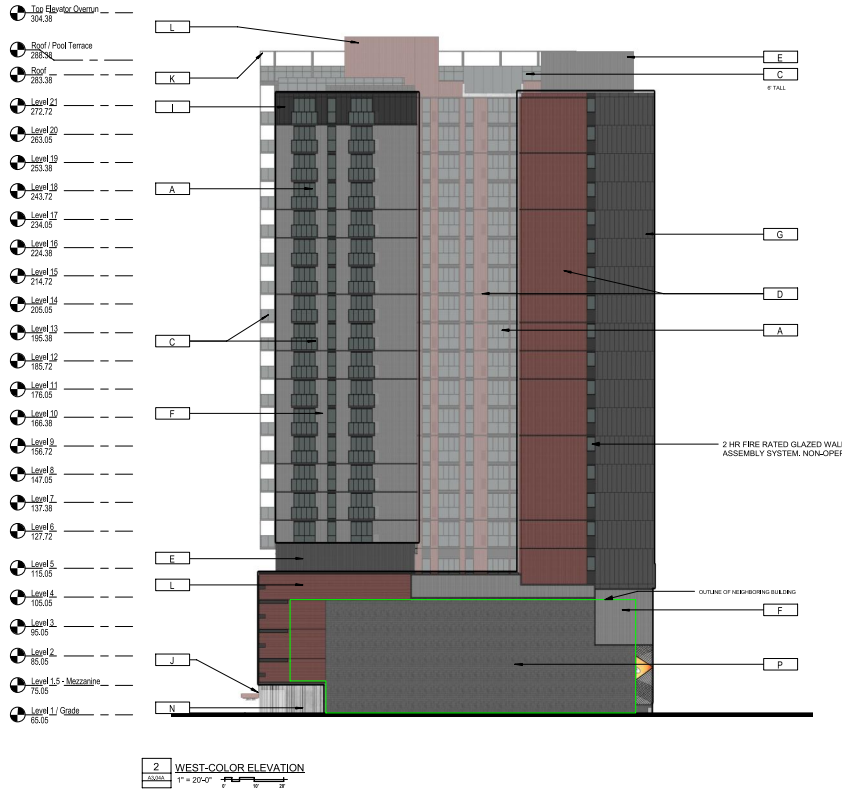 Top Elevator Overrun
304.38
Roof / Pool Terrace
288.38
Roof
283.38
Level 21
272.72
Level 20
263.05
Level 19
253.38
Level 18
243.72
Level 17
234.05
Level 16
224.38
Level 15
214.72
Level 14
205.05
Level 13
195.38
Level 12
185.72
Level 11
176.05
Level 10
166.38
Level 9
156.72
Level 8
147.05
Level 7
137.38
Level 6
127.72
Level 5
115.05
Level 4
105.05
Level 3
95.05
Level 2
85.05
Level 1.5 - Mezzanine
75.05
Level 1 / Grade
65.05
L
K
I
A
C
F
E
L
J
N
E
C
6' TALL
G
D
A
2 HR FIRE RATED GLAZED WAL
ASSEMBLY SYSTEM. NON-OPER
OUTLINE OF NEIGHBORING BUILDING
F
P
2
WEST-COLOR ELEVATION
A3.04A
1" = 20'-0"
0' 10' 20'